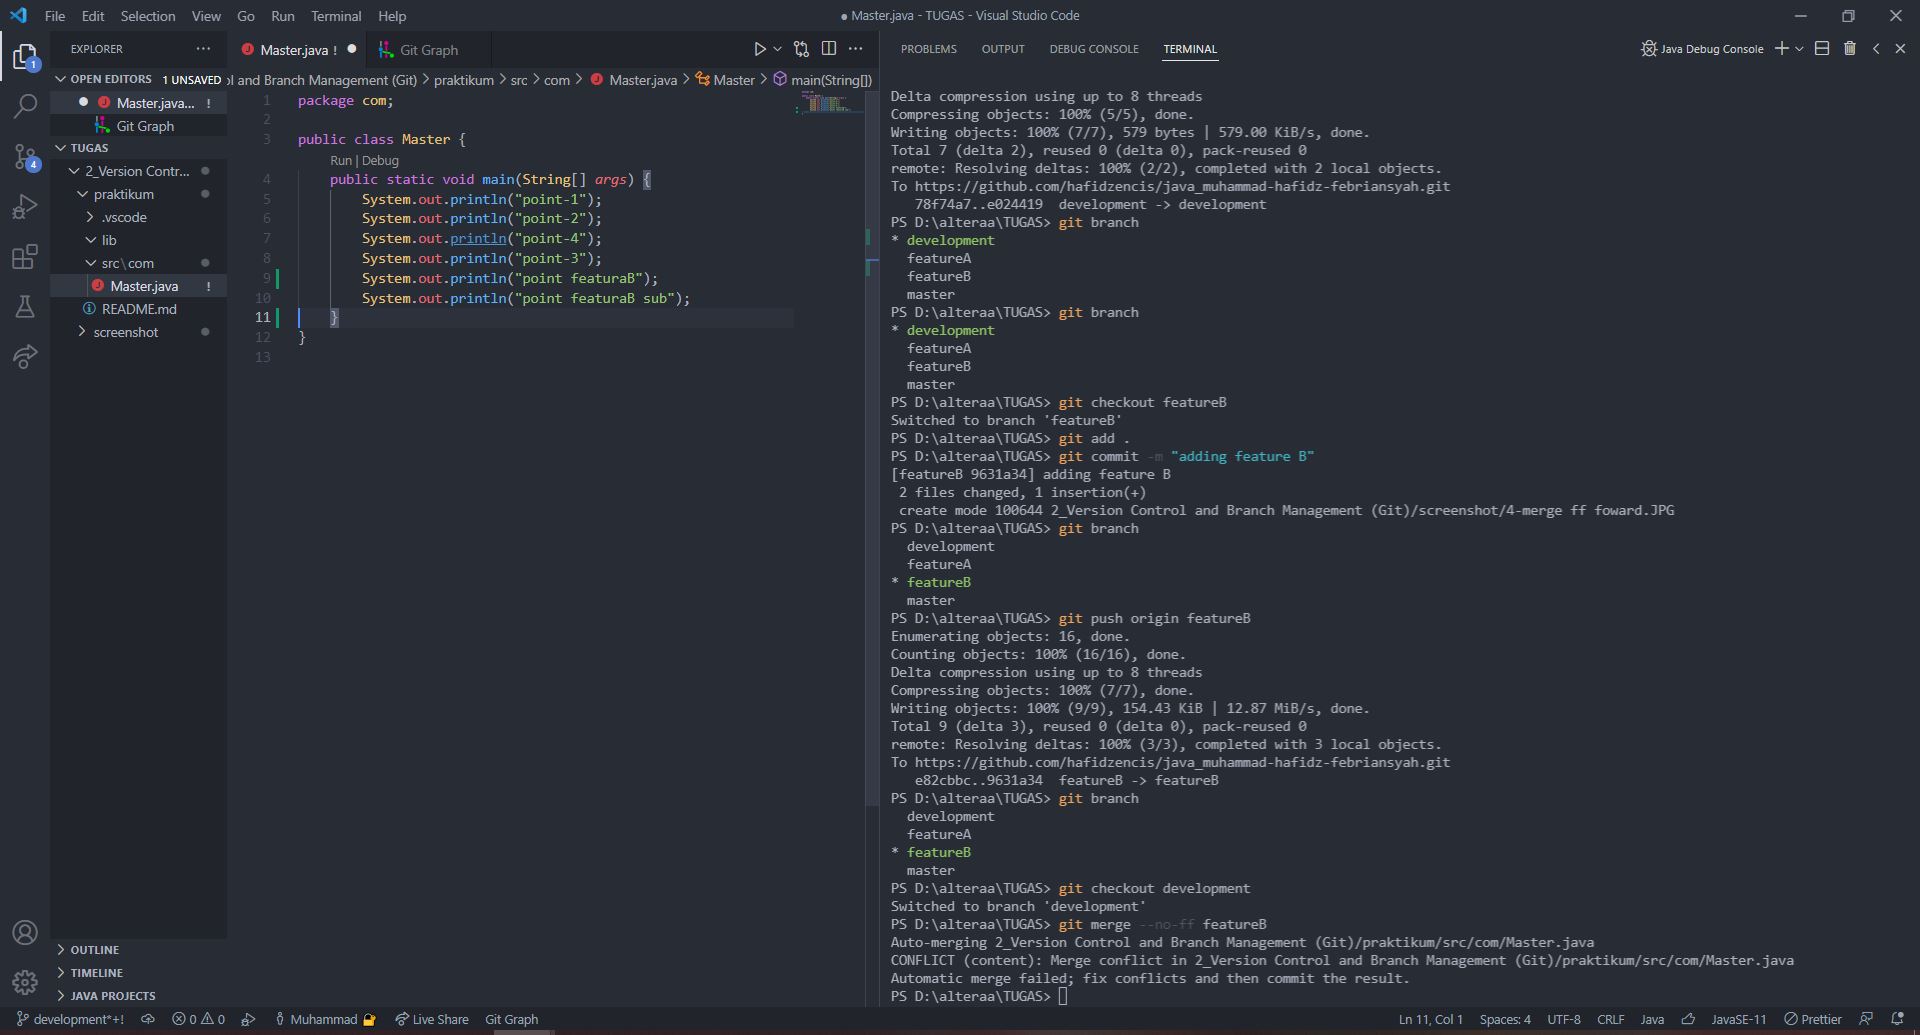 File Edit Selection View Go Run Terminal Help
● Master.java - TUGAS - Visual Studio Code
EXPLORER
OPEN EDITORS 1 UNSAVED
Master.java... !
Git Graph
TUGAS
2_Version Contr...
praktikum
.vscode
lib
src\com
Master.java !
README.md
screenshot
OUTLINE
TIMELINE
JAVA PROJECTS
1
4
Master.java ! ●
Git Graph
ol and Branch Management (Git) > praktikum > src > com > Master.java > Master > main(String[])
1 package com;
2
3 public class Master {
Run | Debug
4 public static void main(String[] args) {
5 System.out.println("point-1");
6 System.out.println("point-2");
7 System.out.println("point-4");
8 System.out.println("point-3");
9 System.out.println("point featuraB");
10 System.out.println("point featuraB sub");
11 }
12 }
13
PROBLEMS OUTPUT DEBUG CONSOLE TERMINAL
Java Debug Console
Delta compression using up to 8 threads
Compressing objects: 100% (5/5), done.
Writing objects: 100% (7/7), 579 bytes | 579.00 KiB/s, done.
Total 7 (delta 2), reused 0 (delta 0), pack-reused 0
remote: Resolving deltas: 100% (2/2), completed with 2 local objects.
To https://github.com/hafidzencis/java_muhammad-hafidz-febriansyah.git
78f74a7..e024419 development -> development
PS D:\alteraa\TUGAS> git branch
* development
featureA
featureB
master
PS D:\alteraa\TUGAS> git branch
* development
featureA
featureB
master
PS D:\alteraa\TUGAS> git checkout featureB
Switched to branch 'featureB'
PS D:\alteraa\TUGAS> git add .
PS D:\alteraa\TUGAS> git commit -m "adding feature B"
[featureB 9631a34] adding feature B
2 files changed, 1 insertion(+)
create mode 100644 2_Version Control and Branch Management (Git)/screenshot/4-merge ff foward.JPG
PS D:\alteraa\TUGAS> git branch
development
featureA
* featureB
master
PS D:\alteraa\TUGAS> git push origin featureB
Enumerating objects: 16, done.
Counting objects: 100% (16/16), done.
Delta compression using up to 8 threads
Compressing objects: 100% (7/7), done.
Writing objects: 100% (9/9), 154.43 KiB | 12.87 MiB/s, done.
Total 9 (delta 3), reused 0 (delta 0), pack-reused 0
remote: Resolving deltas: 100% (3/3), completed with 3 local objects.
To https://github.com/hafidzencis/java_muhammad-hafidz-febriansyah.git
e82cbbc..9631a34 featureB -> featureB
PS D:\alteraa\TUGAS> git branch
development
featureA
* featureB
master
PS D:\alteraa\TUGAS> git checkout development
Switched to branch 'development'
PS D:\alteraa\TUGAS> git merge --no-ff featureB
Auto-merging 2_Version Control and Branch Management (Git)/praktikum/src/com/Master.java
CONFLICT (content): Merge conflict in 2_Version Control and Branch Management (Git)/praktikum/src/com/Master.java
Automatic merge failed; fix conflicts and then commit the result.
PS D:\alteraa\TUGAS>
development*+! 0 0 Muhammad Live Share Git Graph
Ln 11, Col 1 Spaces: 4 UTF-8 CRLF Java JavaSE-11 Prettier